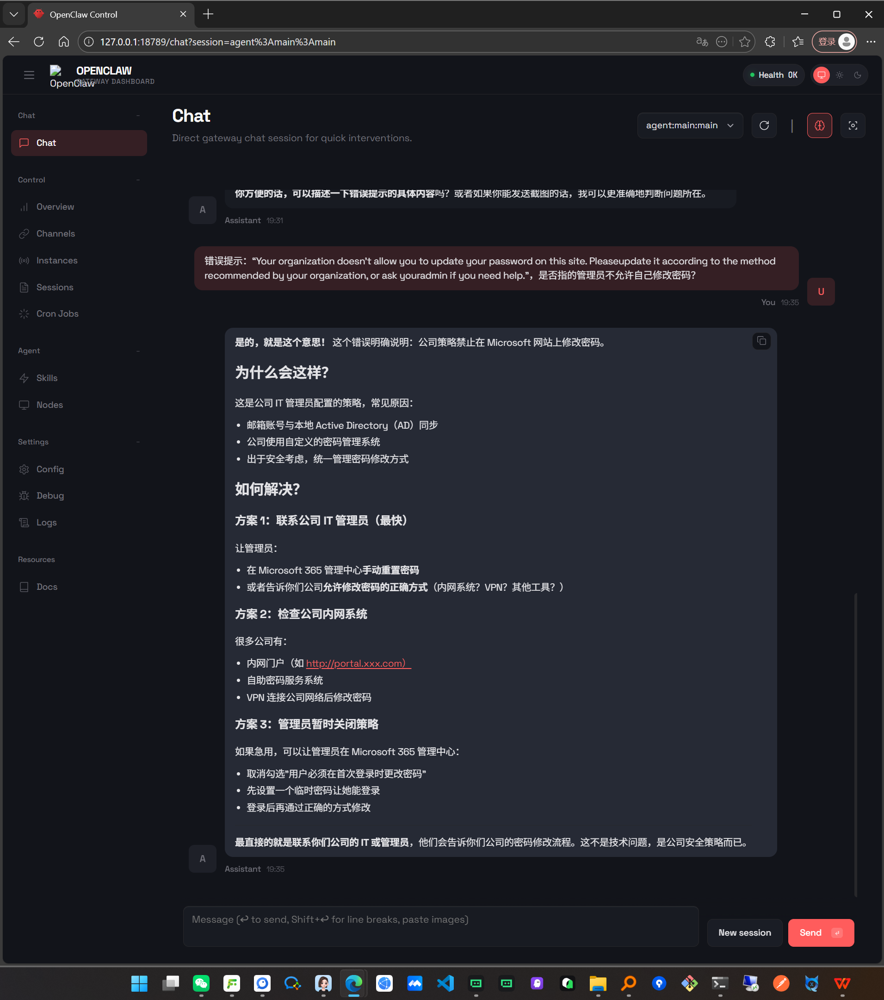 OpenClaw Control
127.0.0.1:18789/chat?session=agent%3Amain%3Amain
登录
OpenClaw
OPENCLAW
GATEWAY DASHBOARD
Health OK
Chat
Chat
Control
Overview
Channels
Instances
Sessions
Cron Jobs
Agent
Skills
Nodes
Settings
Config
Debug
Logs
Resources
Docs
Chat
Direct gateway chat session for quick interventions.
agent:main:main
你方便的话，可以描述一下错误提示的具体内容吗？或者如果你能发送截图的话，我可以更准确地判断问题所在。
A
Assistant 19:31
错误提示：“Your organization doesn't allow you to update your password on this site. Pleaseupdate it according to the method
recommended by your organization, or ask youradmin if you need help.”，是否指的管理员不允许自己修改密码？
U
You 19:35
是的，就是这个意思！ 这个错误明确说明：公司策略禁止在 Microsoft 网站上修改密码。
为什么会这样？
这是公司 IT 管理员配置的策略，常见原因：
• 邮箱账号与本地 Active Directory（AD）同步
• 公司使用自定义的密码管理系统
• 出于安全考虑，统一管理密码修改方式
如何解决？
方案 1：联系公司 IT 管理员（最快）
让管理员：
• 在 Microsoft 365 管理中心手动重置密码
• 或者告诉你们公司允许修改密码的正确方式（内网系统？VPN？其他工具？）
方案 2：检查公司内网系统
很多公司有：
• 内网门户（如 http://portal.xxx.com）
• 自助密码服务系统
• VPN 连接公司网络后修改密码
方案 3：管理员暂时关闭策略
如果急用，可以让管理员在 Microsoft 365 管理中心：
• 取消勾选"用户必须在首次登录时更改密码"
• 先设置一个临时密码让她能登录
• 登录后再通过正确的方式修改
最直接的就是联系你们公司的 IT 或管理员，他们会告诉你们公司的密码修改流程。这不是技术问题，是公司安全策略而已。
A
Assistant 19:35
Message (↩ to send, Shift+↩ for line breaks, paste images)
New session
Send ↵